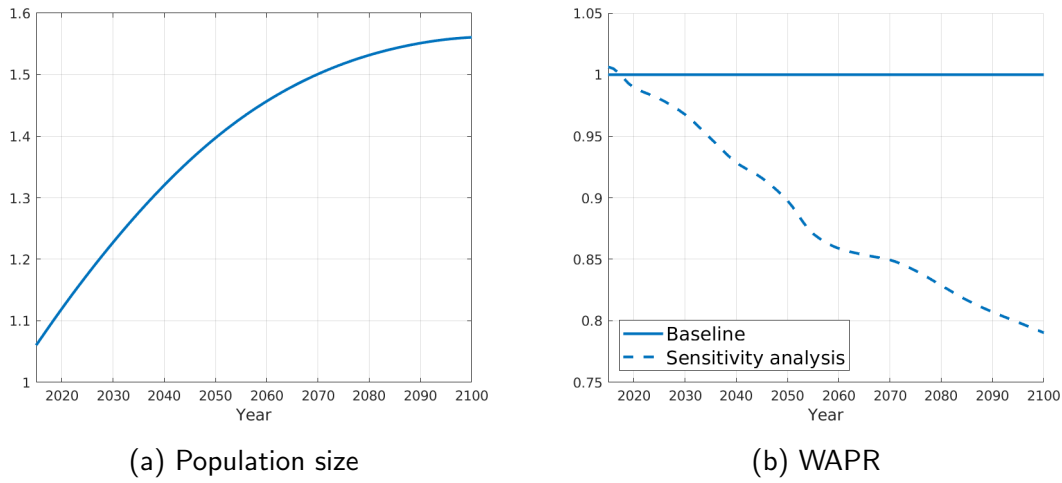 1.6
1.5
1.4
1.3
1.2
1.1
1
2020 2030 2040 2050 2060 2070 2080 2090 2100
Year
(a) Population size
1.05
1
0.95
0.9
0.85
0.8
0.75
Baseline
Sensitivity analysis
2020 2030 2040 2050 2060 2070 2080 2090 2100
Year
(b) WAPR